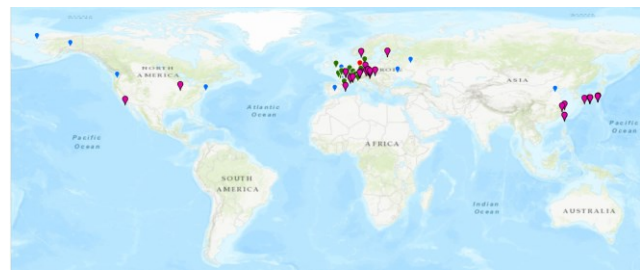 NORTH
AMERICA
ASIA
Atlantic
Ocean
Pacific
Ocean
AFRICA
Pacific
Ocean
SOUTH
AMERICA
Indian
Ocean
AUSTRALIA